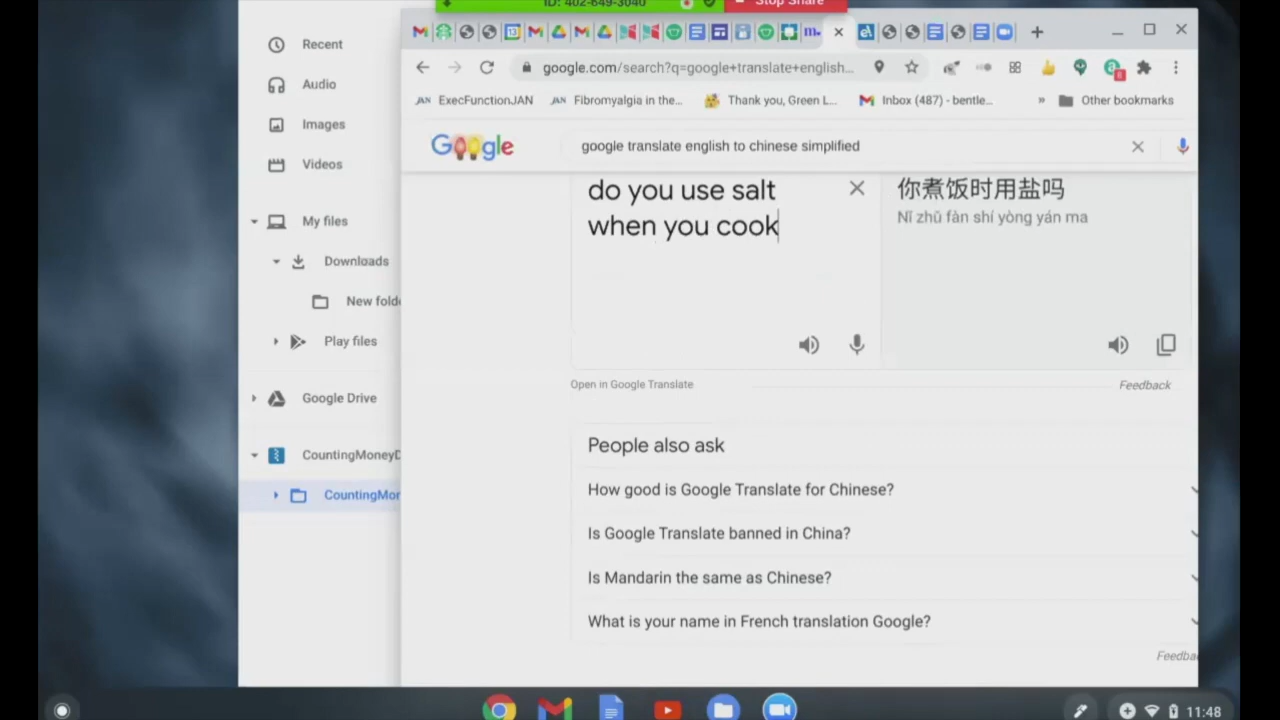 ID: 402-649-3040
Stop Share
google.com/search?q=google+translate+english...
ExecFunctionJAN
Fibromyalgia in the...
Thank you, Green L...
Inbox (487) - bentle...
»
Other bookmarks
Google
google translate english to chinese simplified
do you use salt
when you cook
你煮饭时用盐吗
Nǐ zhǔ fàn shí yòng yán ma
Open in Google Translate
Feedback
People also ask
How good is Google Translate for Chinese?
Is Google Translate banned in China?
Is Mandarin the same as Chinese?
What is your name in French translation Google?
Feedba
Recent
Audio
Images
Videos
My files
Downloads
New folde
Play files
Google Drive
CountingMoneyD
CountingMon
11:48